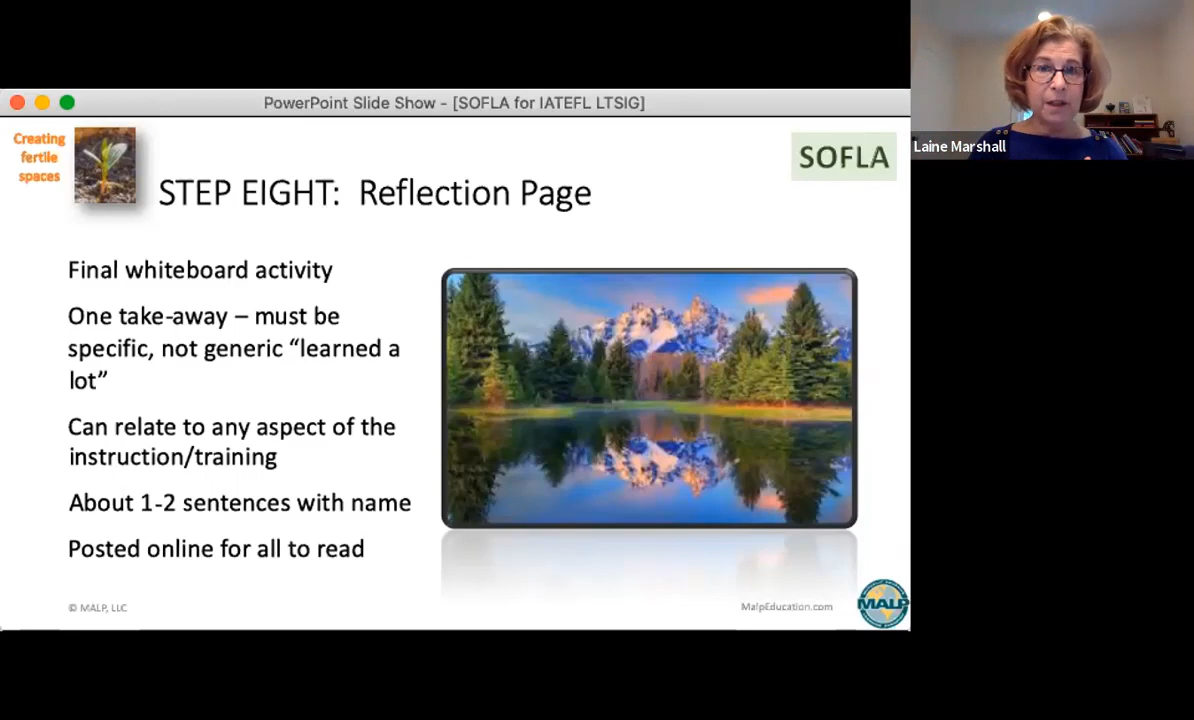 PowerPoint Slide Show - [SOFLA for IATEFL LTSIG]
Creating
fertile
spaces
SOFLA
STEP EIGHT:  Reflection Page
Final whiteboard activity
One take-away – must be
specific, not generic “learned a
lot”
Can relate to any aspect of the
instruction/training
About 1-2 sentences with name
Posted online for all to read
© MALP, LLC
MalpEducation.com
MALP
Laine Marshall